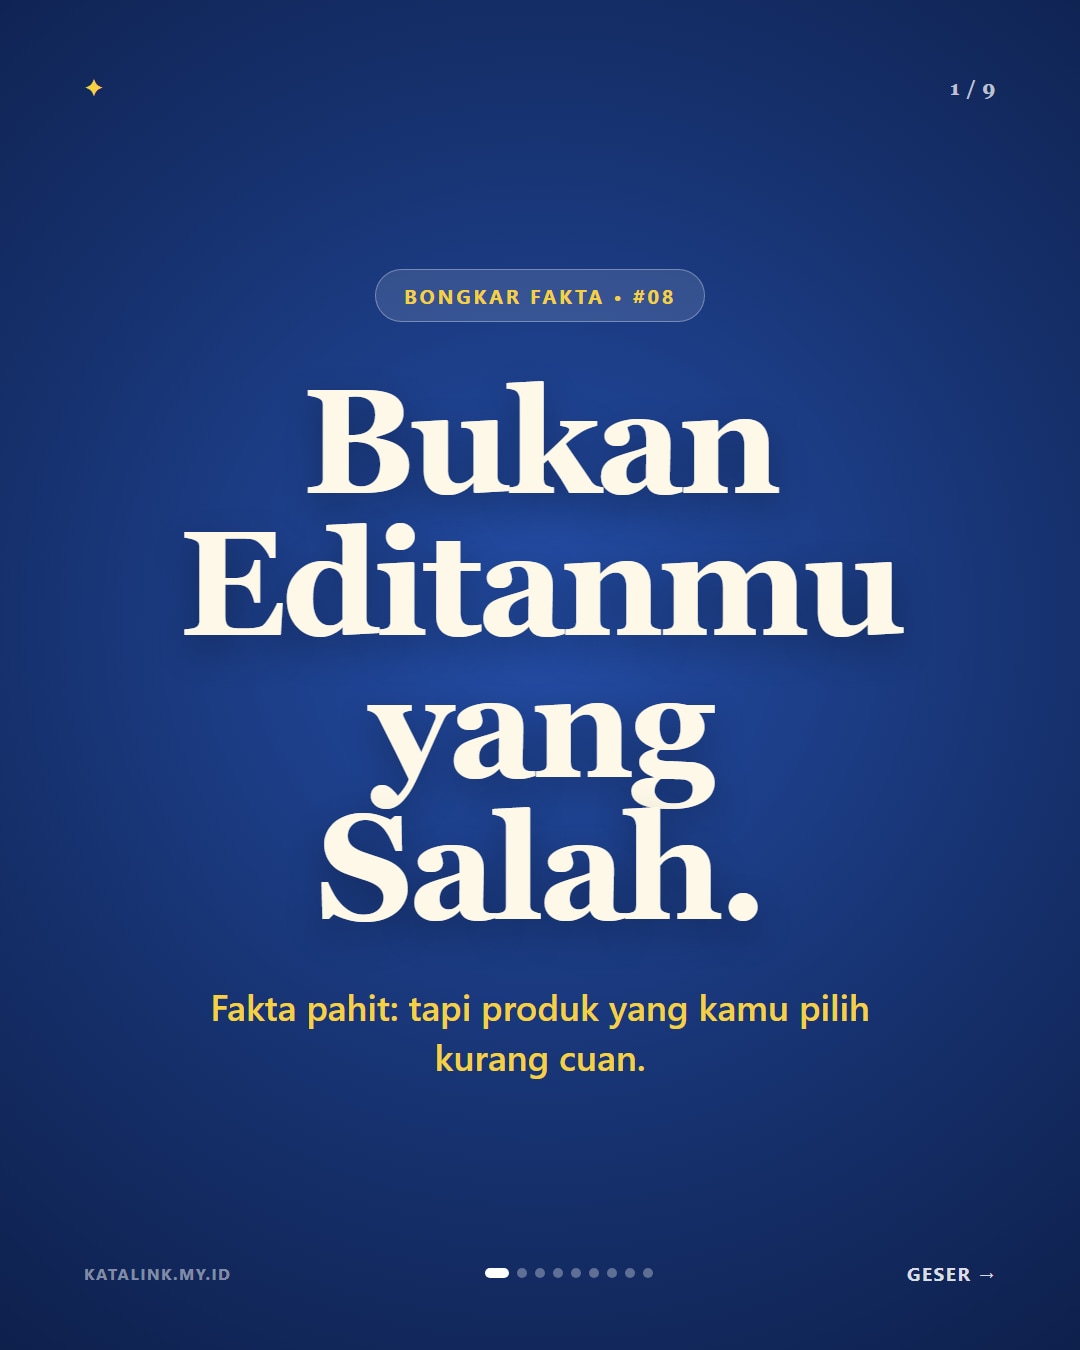 ✦
1 / 9
BONGKAR FAKTA • #08
Bukan
Editanmu
yang
Salah.
Fakta pahit: tapi produk yang kamu pilih
kurang cuan.
KATALINK.MY.ID
GESER →